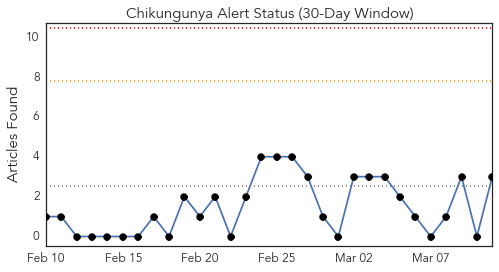 Chikungunya Alert Status (30-Day Window)
Articles Found
10
8
6
4
2
0
Feb 10
Feb 15
Feb 20
Feb 25
Mar 02
Mar 07